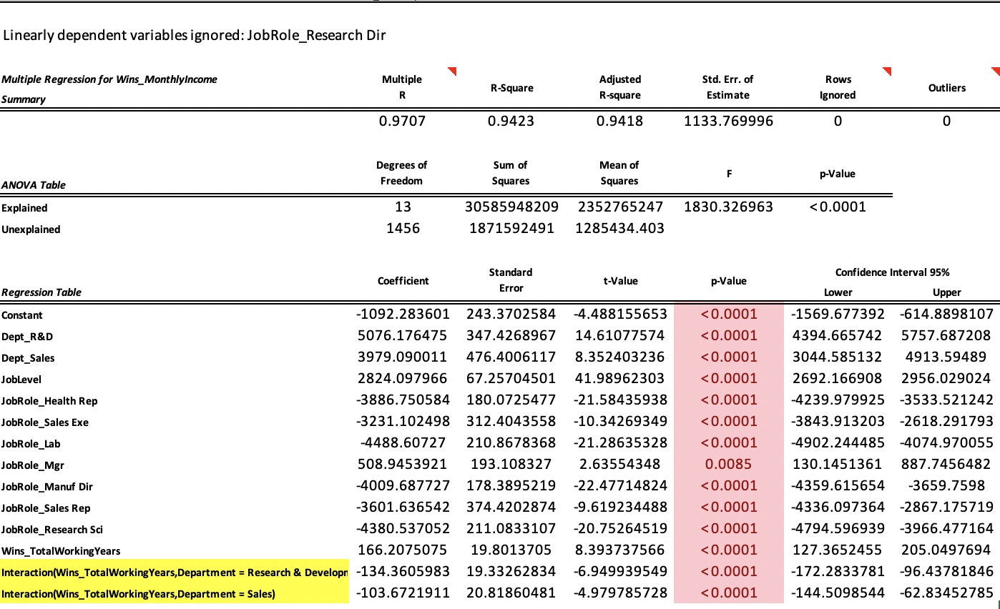 Linearly dependent variables ignored: JobRole_Research Dir
Multiple Regression for Wins_MonthlyIncome
Summary
Multiple R R-Square Adjusted R-square Std. Err. of Estimate Rows Ignored Outliers
0.9707 0.9423 0.9418 1133.769996 0 0
ANOVA Table
Degrees of Freedom Sum of Squares Mean of Squares F p-Value
Explained 13 30585948209 2352765247 1830.326963 <0.0001
Unexplained 1456 1871592491 1285434.403
Regression Table
Coefficient Standard Error t-Value p-Value Confidence Interval 95%
Lower Upper
Constant -1092.283601 243.3702584 -4.488155653 <0.0001 -1569.677392 -614.8898107
Dept_R&D 5076.176475 347.4268967 14.61077574 <0.0001 4394.665742 5757.687208
Dept_Sales 3979.090011 476.4006117 8.352403236 <0.0001 3044.585132 4913.59489
JobLevel 2824.097966 67.25704501 41.98962303 <0.0001 2692.166908 2956.029024
JobRole_Health Rep -3886.750584 180.0725477 -21.58435938 <0.0001 -4239.979925 -3533.521242
JobRole_Sales Exe -3231.102498 312.4043558 -10.34269349 <0.0001 -3843.913203 -2618.291793
JobRole_Lab -4488.60727 210.8678368 -21.28635328 <0.0001 -4902.244485 -4074.970055
JobRole_Mgr 508.9453921 193.108327 2.63554348 0.0085 130.1451361 887.7456482
JobRole_Manuf Dir -4009.687727 178.3895219 -22.47714824 <0.0001 -4359.615654 -3659.7598
JobRole_Sales Rep -3601.636542 374.4202874 -9.619234488 <0.0001 -4336.097364 -2867.175719
JobRole_Research Sci -4380.537052 211.0833107 -20.75264519 <0.0001 -4794.596939 -3966.477164
Wins_TotalWorkingYears 166.2075075 19.8013705 8.393737566 <0.0001 127.3652455 205.0497694
Interaction(Wins_TotalWorkingYears,Department = Research & Developn -134.3605983 19.33262834 -6.949939549 <0.0001 -172.2833781 -96.43781846
Interaction(Wins_TotalWorkingYears,Department = Sales) -103.6721911 20.81860481 -4.979785728 <0.0001 -144.5098544 -62.83452785